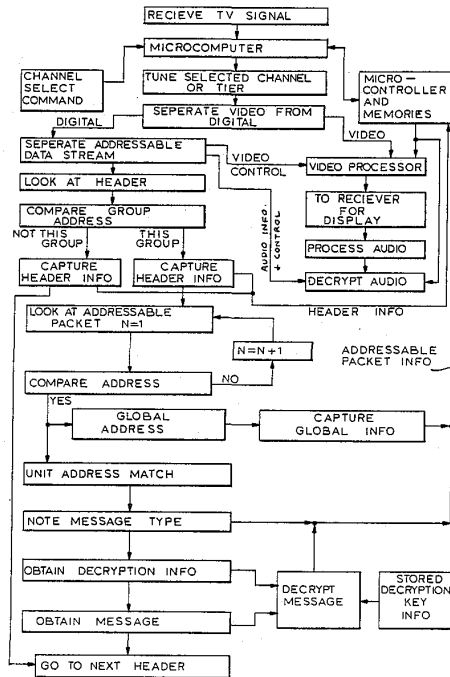 RECIEVE TV SIGNAL
MICROCOMPUTER
CHANNEL
SELECT
COMMAND
TUNE SELECTED CHANNEL
OR TIER
MICRO-
CONTROLLER
AND
MEMORIES
SEPERATE VIDEO FROM
DIGITAL
DIGITAL
VIDEO
SEPERATE ADDRESSABLE
DATA STREAM
VIDEO
CONTROL
VIDEO PROCESSOR
LOOK AT HEADER
TO RECIEVER
FOR
DISPLAY
COMPARE GROUP
ADDRESS
AUDIO INFO.
+ CONTROL
PROCESS AUDIO
NOT THIS
GROUP
THIS
GROUP
CAPTURE
HEADER INFO
CAPTURE
HEADER INFO
DECRYPT AUDIO
HEADER INFO
LOOK AT ADDRESSABLE
PACKET N=1
N=N+1
ADDRESSABLE
PACKET INFO
COMPARE ADDRESS
NO
YES
GLOBAL
ADDRESS
CAPTURE
GLOBAL INFO
UNIT ADDRESS MATCH
NOTE MESSAGE TYPE
OBTAIN DECRYPTION INFO
DECRYPT
MESSAGE
STORED
DECRYPTION
KEY
INFO
OBTAIN MESSAGE
GO TO NEXT HEADER